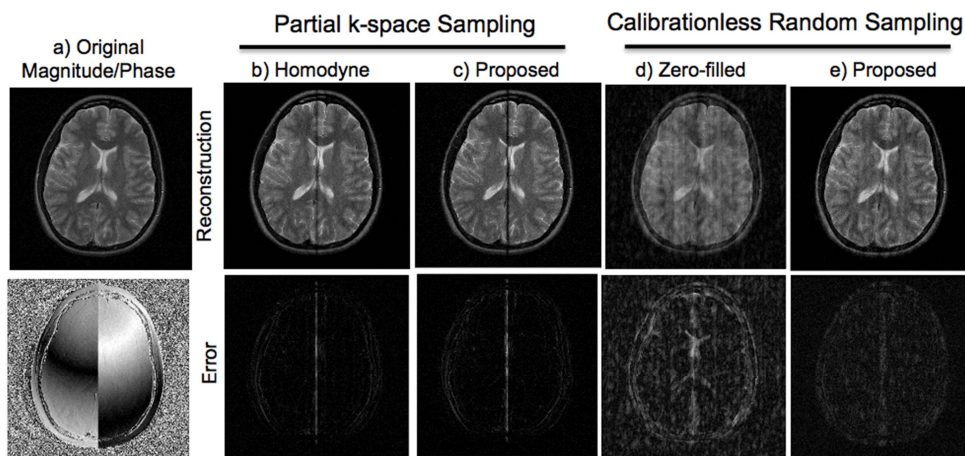 Partial k-space Sampling
Calibrationless Random Sampling
a) Original
Magnitude/Phase
b) Homodyne
c) Proposed
d) Zero-filled
e) Proposed
Reconstruction
Error